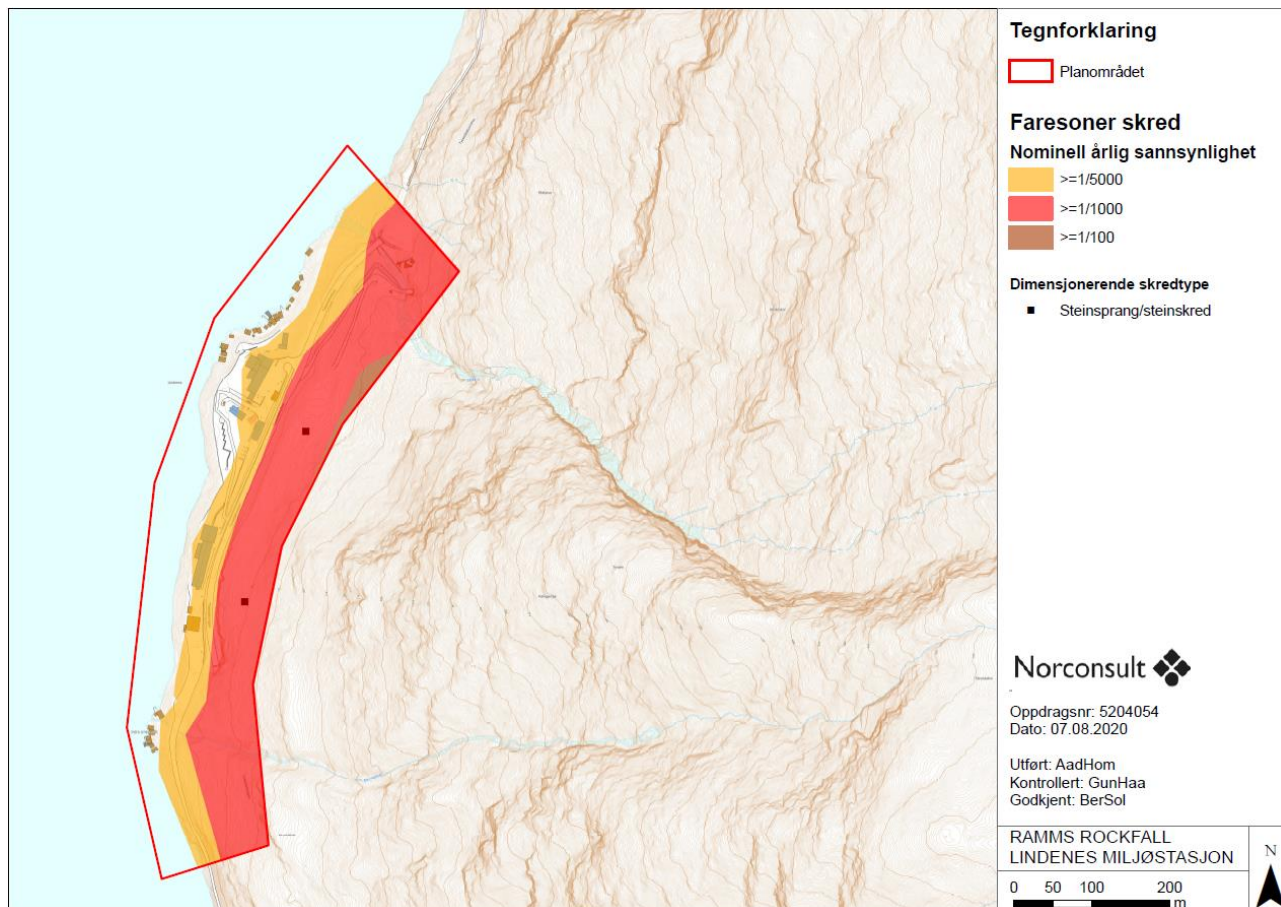 Tegnforklaring
Planområdet
Faresoner skred
Nominell årlig sannsynlighet
>=1/5000
>=1/1000
>=1/100
Dimensjonerende skredtype
Steinsprang/steinskred
Norconsult
Oppdragsnr: 5204054
Dato: 07.08.2020
Utført: AadHom
Kontrollert: GunHaa
Godkjent: BerSol
RAMMS ROCKFALL
LINDENES MILJØSTASJON
N
0 50 100 200
m